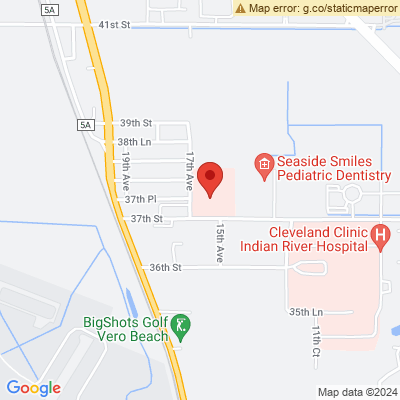 Map error: g.co/staticmaperror
5A
41st St
39th St
5A
38th Ln
17th Ave
19th Ave
Seaside Smiles
Pediatric Dentistry
37th Pl
37th St
15th Ave
Cleveland Clinic
Indian River Hospital
H
36th St
35th Ln
11th Ct
BigShots Golf
Vero Beach
Google
Map data ©2024